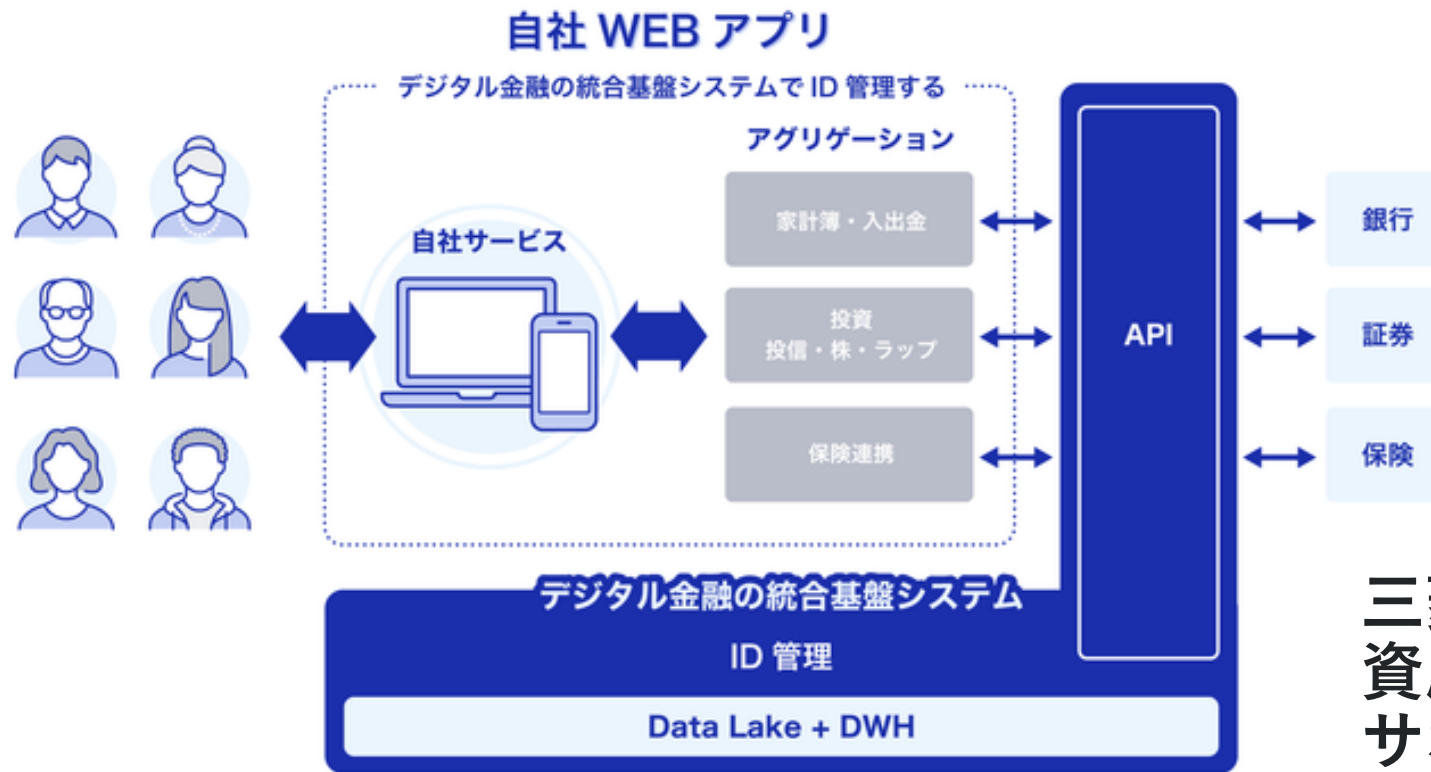 自社 WEB アプリ
デジタル金融の統合基盤システムで ID 管理する
アグリゲーション
自社サービス
家計簿・入出金
投資
投信・株・ラップ
保険連携
API
銀行
証券
保険
デジタル金融の統合基盤システム
ID 管理
Data Lake + DWH
三
資
サ